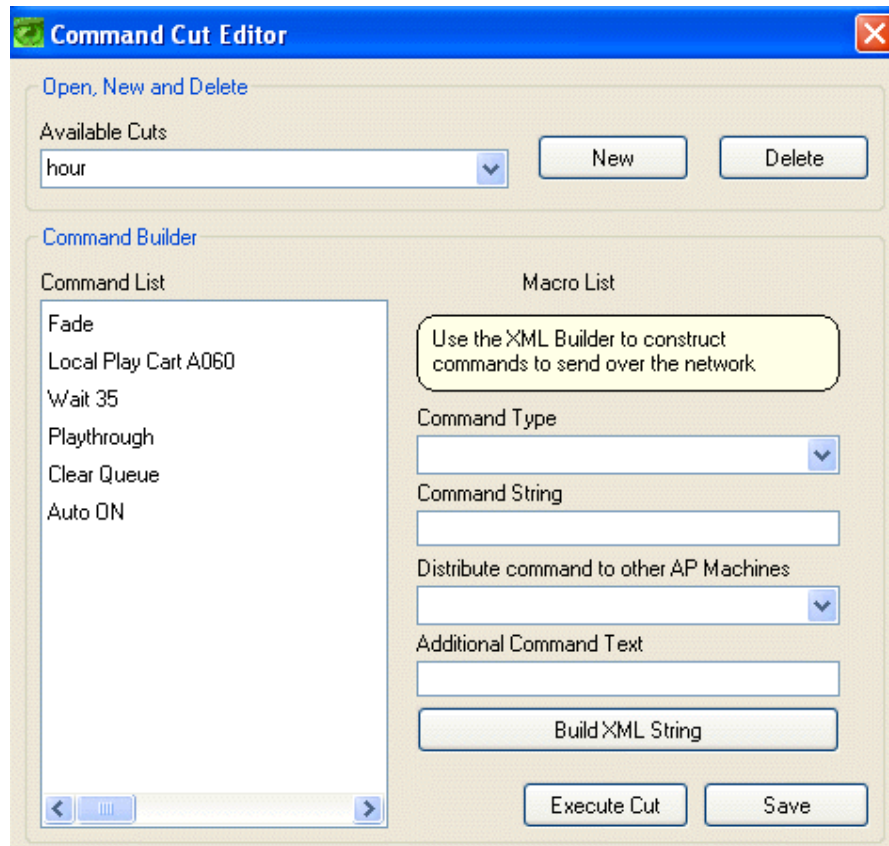 Command Cut Editor
Open, New and Delete
Available Cuts
hour
New
Delete
Command Builder
Command List
Macro List
Fade
Local Play Cart A060
Wait 35
Playthrough
Clear Queue
Auto ON
Use the XML Builder to construct
commands to send over the network
Command Type
Command String
Distribute command to other AP Machines
Additional Command Text
Build XML String
Execute Cut
Save